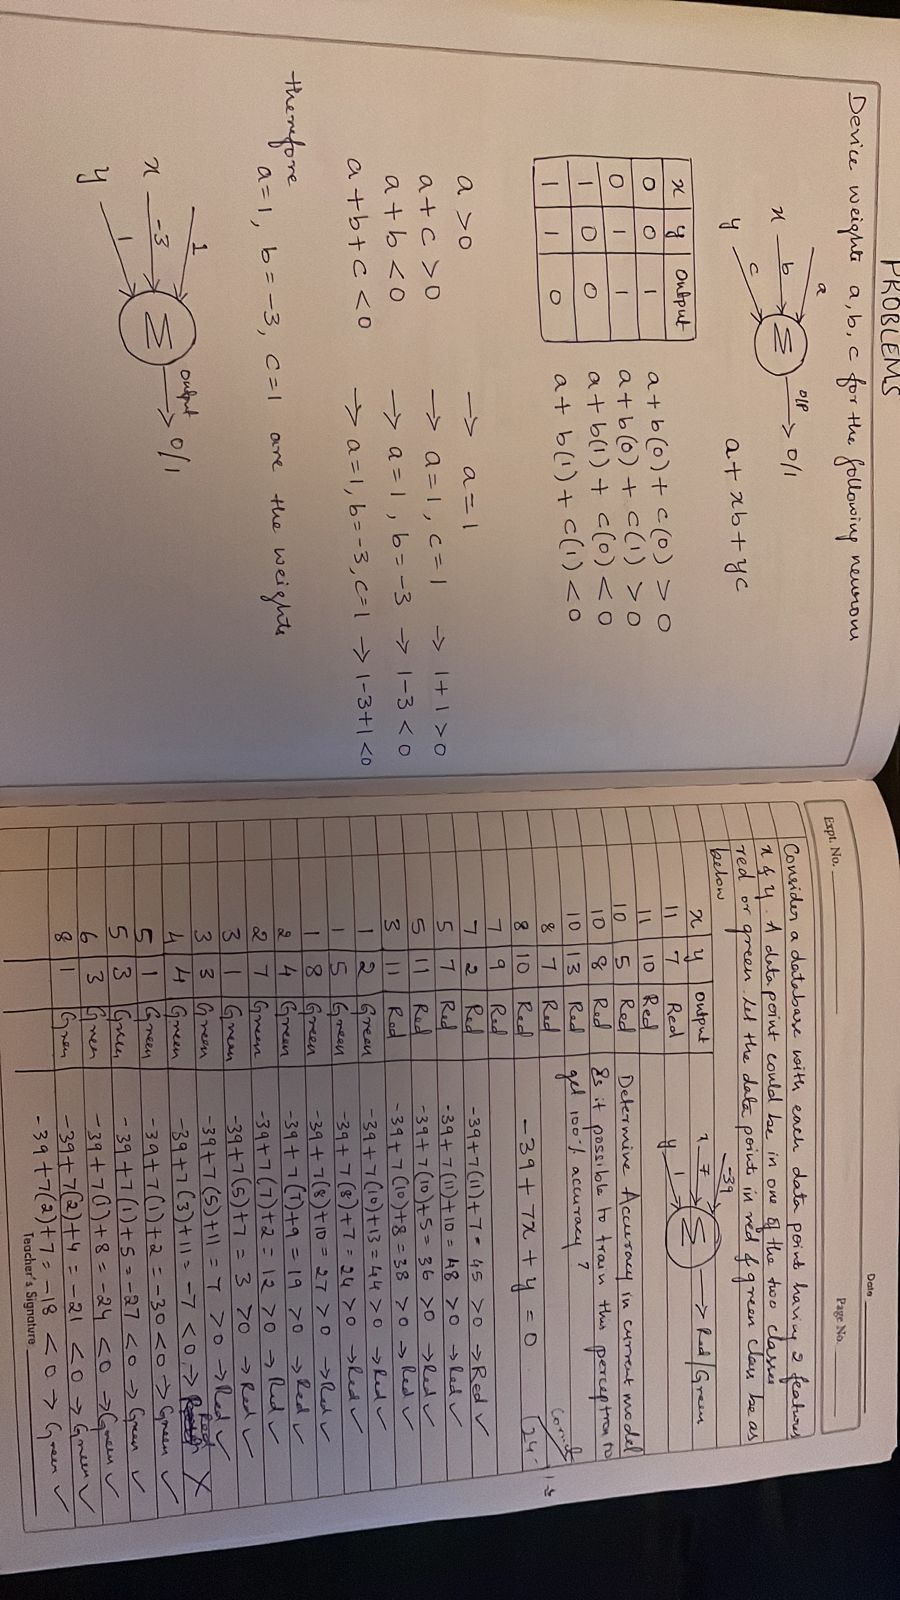 PROBLEMS
Device weights a, b, c for the following neurons
a
x b Σ O/P 0/1
y c
a + xb + yc
x y Output
0 0 1
0 1 1
1 0 0
1 1 0
a + b(0) + c(0) > 0
a + b(0) + c(1) > 0
a + b(1) + c(0) < 0
a + b(1) + c(1) < 0
a > 0 → a = 1
a + c > 0 → a = 1, c = 1 → 1 + 1 > 0
a + b < 0 → a = 1, b = -3 → 1 - 3 < 0
a + b + c < 0 → a = 1, b = -3, c = 1 → 1 - 3 + 1 < 0
therefore
a = 1, b = -3, c = 1 are the weights
1
x -3 Σ output 0/1
y 1
Date
Expt. No. Page No.
Consider a database with each data point having 2 features
x & y. A data point could be in one of the two classes
red or green. Let the data point in red & green class be as
below
-39
x 7 Σ → Red/Green
y 1
x y Output
11 7 Red
11 10 Red
10 5 Red
10 8 Red
10 13 Red
8 7 Red
8 10 Red
7 9 Red
7 2 Red
5 7 Red
5 11 Red
3 11 Red
1 2 Green
1 5 Green
1 8 Green
2 4 Green
2 7 Green
3 1 Green
3 3 Green
4 4 Green
5 1 Green
5 3 Green
6 3 Green
8 1 Gren
Determine Accuracy in current model
Is it possible to train this perceptron to
get 100% accuracy ?
-39 + 7x + y = 0
24
-39 + 7(11) + 7 = 45 > 0 → Red ✓
-39 + 7(11) + 10 = 48 > 0 → Red ✓
-39 + 7(10) + 5 = 36 > 0 → Red ✓
-39 + 7(10) + 8 = 38 > 0 → Red ✓
-39 + 7(10) + 13 = 44 > 0 → Red ✓
-39 + 7(8) + 7 = 24 > 0 → Red ✓
-39 + 7(8) + 10 = 27 > 0 → Red ✓
-39 + 7(7) + 9 = 19 > 0 → Red ✓
-39 + 7(7) + 2 = 12 > 0 → Red ✓
-39 + 7(5) + 7 = 3 > 0 → Red ✓
-39 + 7(5) + 11 = 7 > 0 → Red ✓
-39 + 7(3) + 11 = -7 < 0 → Red X
-39 + 7(1) + 2 = -30 < 0 → Green ✓
-39 + 7(1) + 5 = -27 < 0 → Green ✓
-39 + 7(1) + 8 = -24 < 0 → Green ✓
-39 + 7(2) + 4 = -21 < 0 → Green ✓
-39 + 7(2) + 7 = -18 < 0 → Green ✓
Teacher's Signature